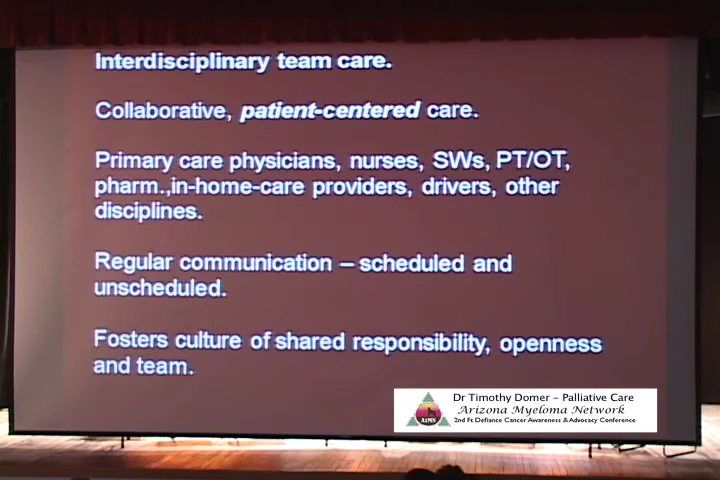 Interdisciplinary team care.
Collaborative, patient-centered care.
Primary care physicians, nurses, SWs, PT/OT,
pharm.,in-home-care providers, drivers, other
disciplines.
Regular communication – scheduled and
unscheduled.
Fosters culture of shared responsibility, openness
and team.
Dr Timothy Domer – Palliative Care
Arizona Myeloma Network
2nd Ft Defiance Cancer Awareness & Advocacy Conference
AzMN